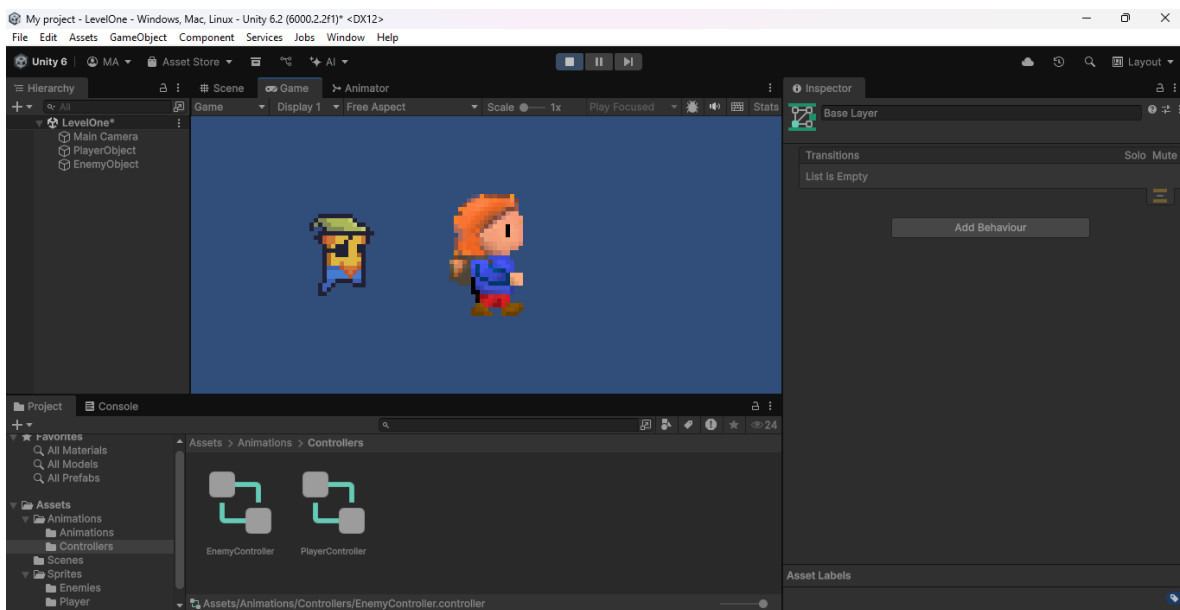 My project - LevelOne - Windows, Mac, Linux - Unity 6.2 (6000.2.2f1)* <DX12>
File Edit Assets GameObject Component Services Jobs Window Help
Unity 6 MA Asset Store AI Layout
Hierarchy
All
LevelOne*
Main Camera
PlayerObject
EnemyObject
Scene Game Animator
Game Display 1 Free Aspect Scale 1x Play Focused Stats
Inspector
Base Layer
Transitions Solo Mute
List is Empty
Add Behaviour
Project Console
24
Favorites
All Materials
All Models
All Prefabs
Assets
Animations
Animations
Controllers
Scenes
Sprites
Enemies
Player
Assets > Animations > Controllers
EnemyController PlayerController
Assets/Animations/Controllers/EnemyController.controller
Asset Labels